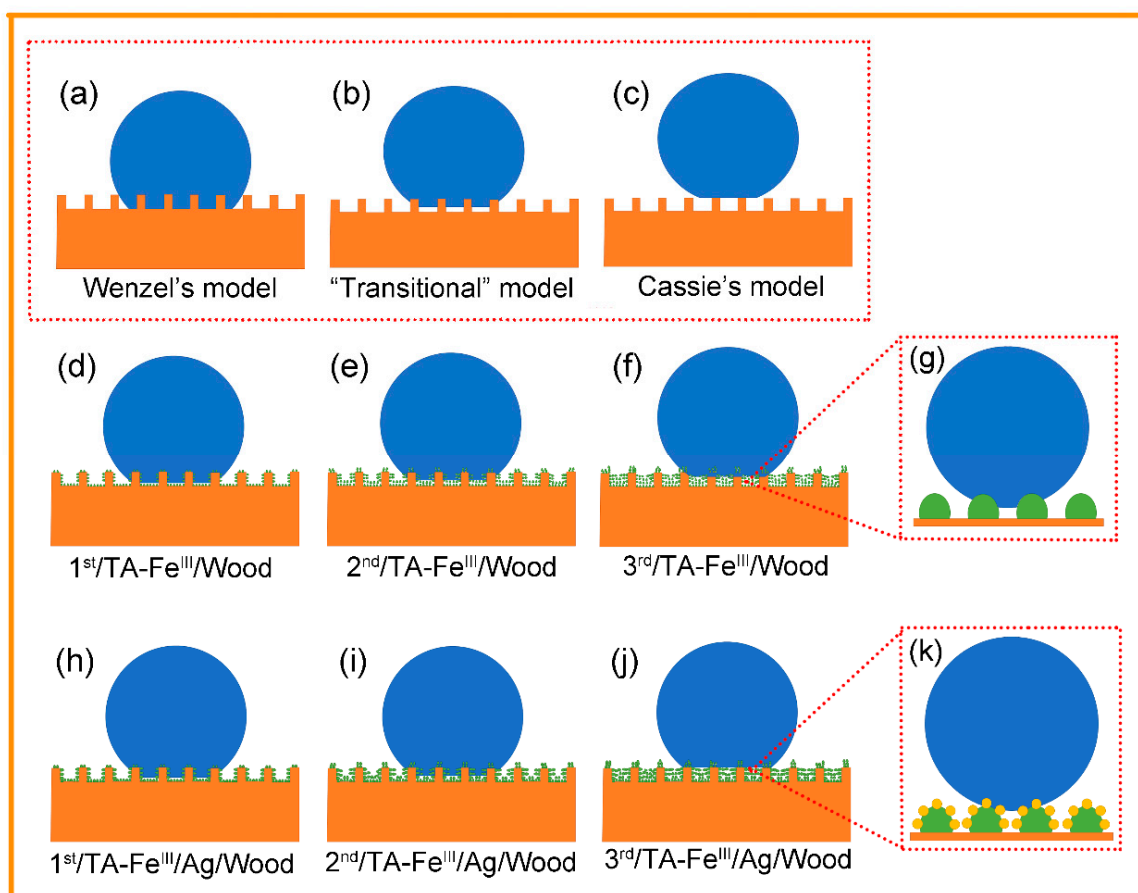 (a) (b) (c)
Wenzel's model “Transitional” model Cassie's model
(d) (e) (f) (g)
1st/TA-FeIII/Wood 2nd/TA-FeIII/Wood 3rd/TA-FeIII/Wood
(h) (i) (j) (k)
1st/TA-FeIII/Ag/Wood 2nd/TA-FeIII/Ag/Wood 3rd/TA-FeIII/Ag/Wood